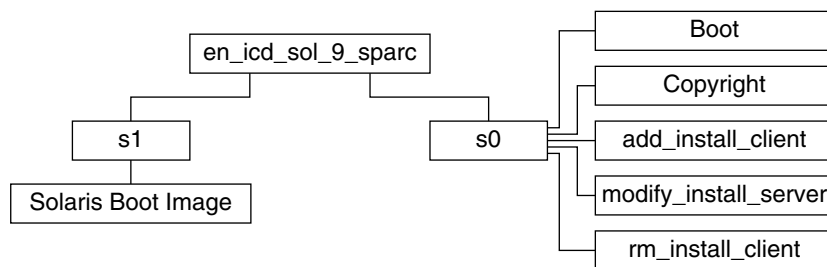 en_icd_sol_9_sparc
s1
s0
Solaris Boot Image
Boot
Copyright
add_install_client
modify_install_server
rm_install_client